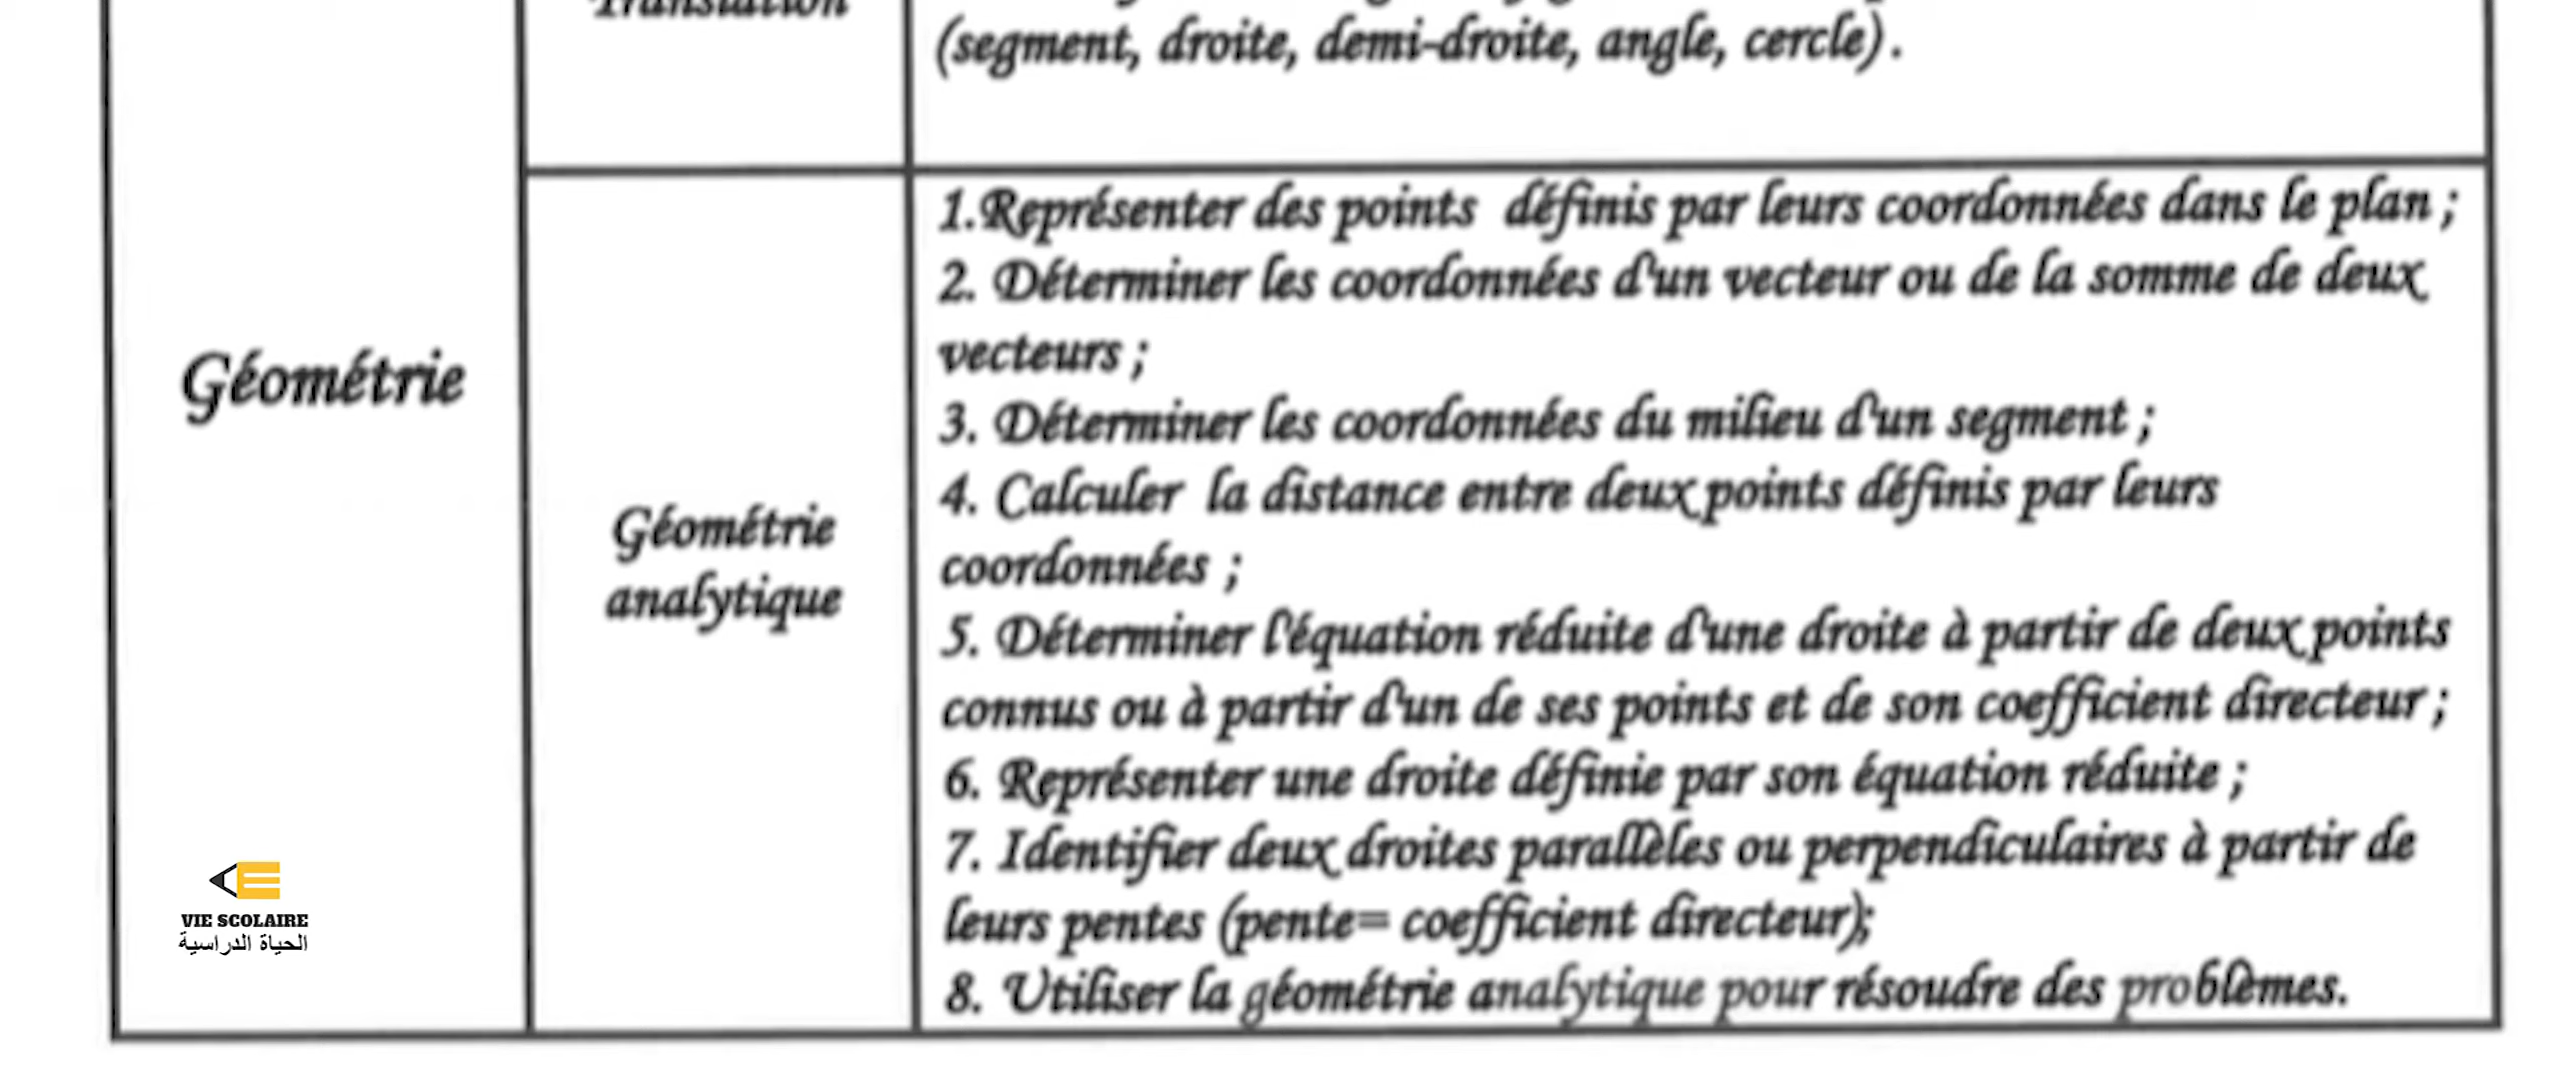 Translation
(segment, droite, demi-droite, angle, cercle).
Géométrie
Géométrie
analytique
1.Représenter des points définis par leurs coordonnées dans le plan ;
2. Déterminer les coordonnées d'un vecteur ou de la somme de deux
vecteurs ;
3. Déterminer les coordonnées du milieu d'un segment ;
4. Calculer la distance entre deux points définis par leurs
coordonnées ;
5. Déterminer l'équation réduite d'une droite à partir de deux points
connus ou à partir d'un de ses points et de son coefficient directeur ;
6. Représenter une droite définie par son équation réduite ;
7. Identifier deux droites parallèles ou perpendiculaires à partir de
leurs pentes (pente= coefficient directeur);
8. Utiliser la géométrie analytique pour résoudre des problèmes.
VIE SCOLAIRE
الحياة الدراسية